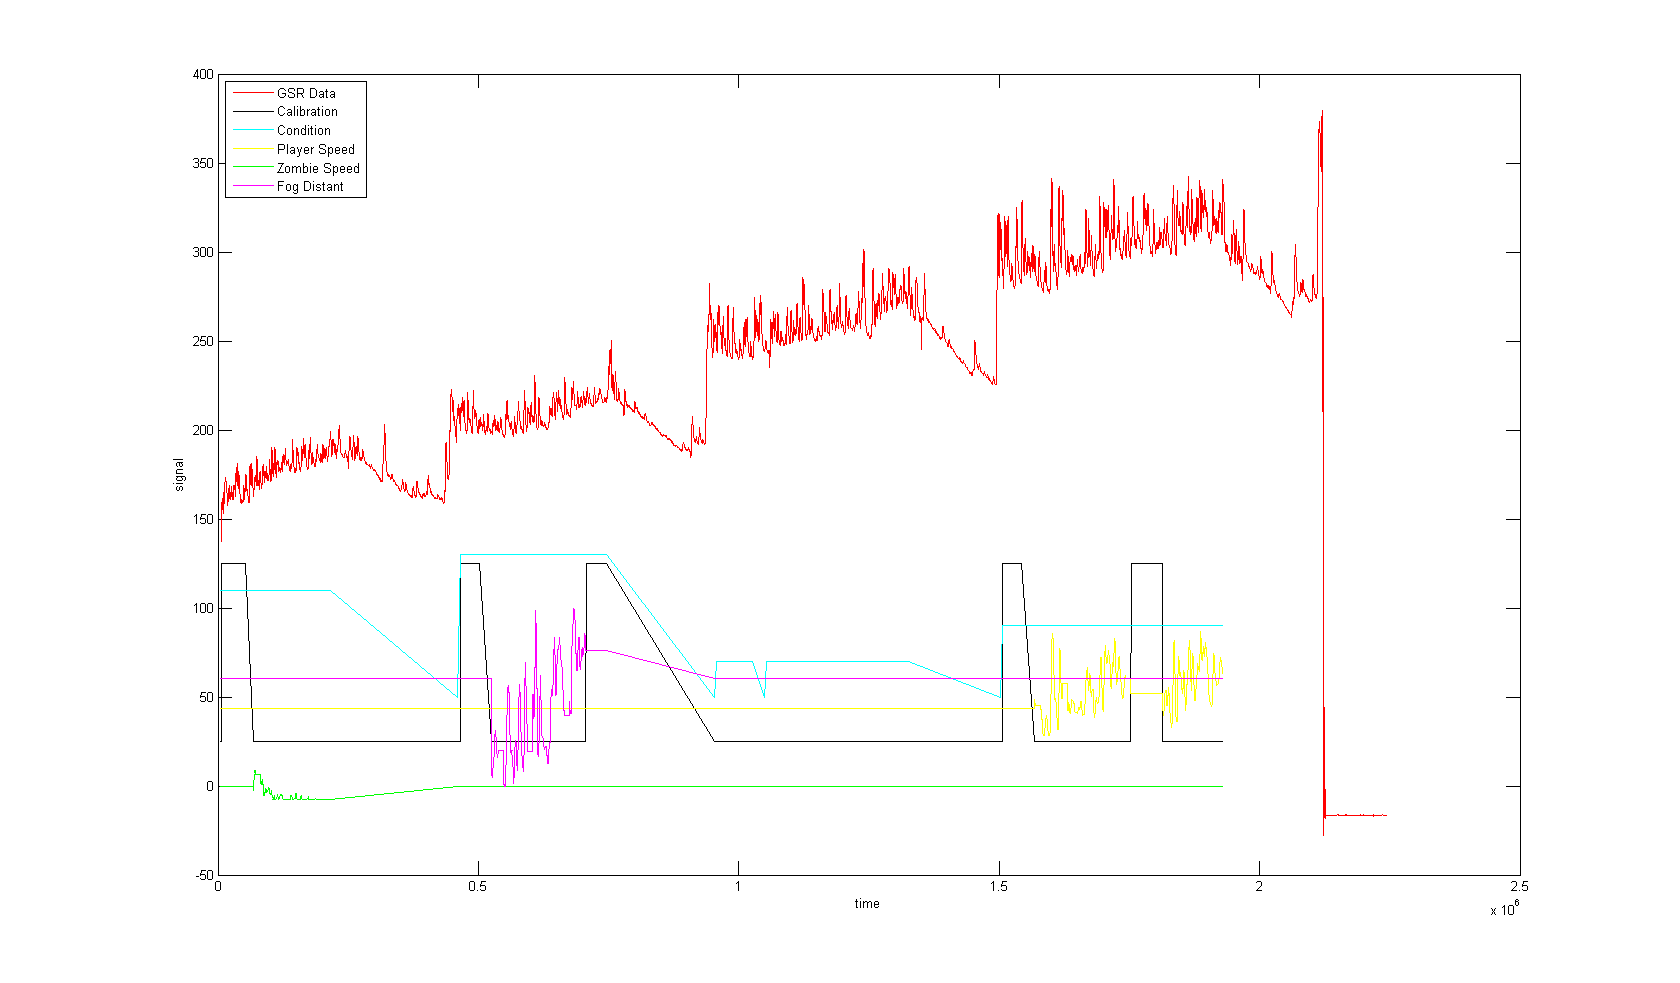 400
350
300
250
200
150
100
50
0
-50
signal
GSR Data
Calibration
Condition
Player Speed
Zombie Speed
Fog Distant
0 0.5 1 1.5 2 2.5
time
x 10^6